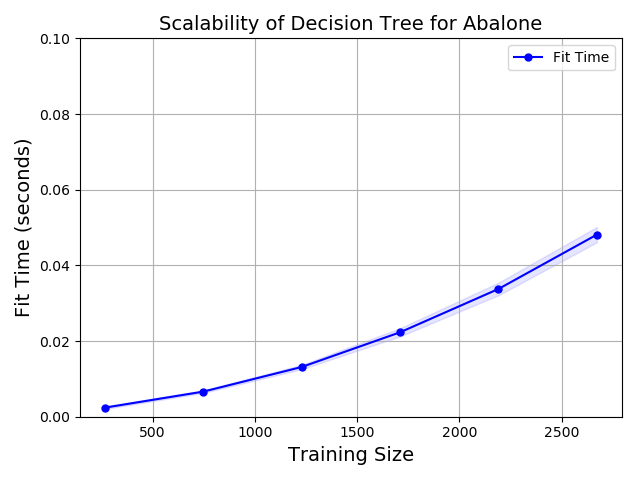 Scalability of Decision Tree for Abalone
0.10
0.08
0.06
0.04
0.02
0.00
Fit Time (seconds)
Fit Time
500
1000
1500
2000
2500
Training Size